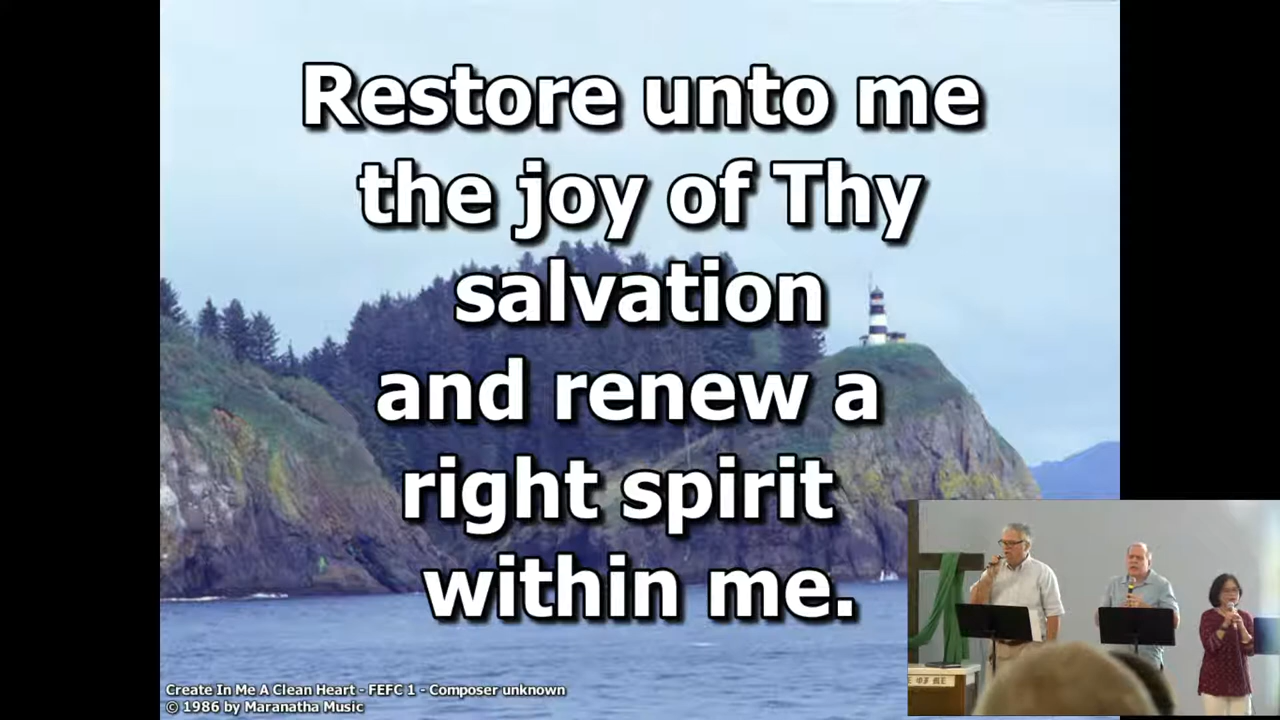 Restore unto me
the joy of Thy
salvation
and renew a
right spirit
within me.
Create In Me A Clean Heart - FEFC 1 - Composer unknown
© 1986 by Maranatha Music